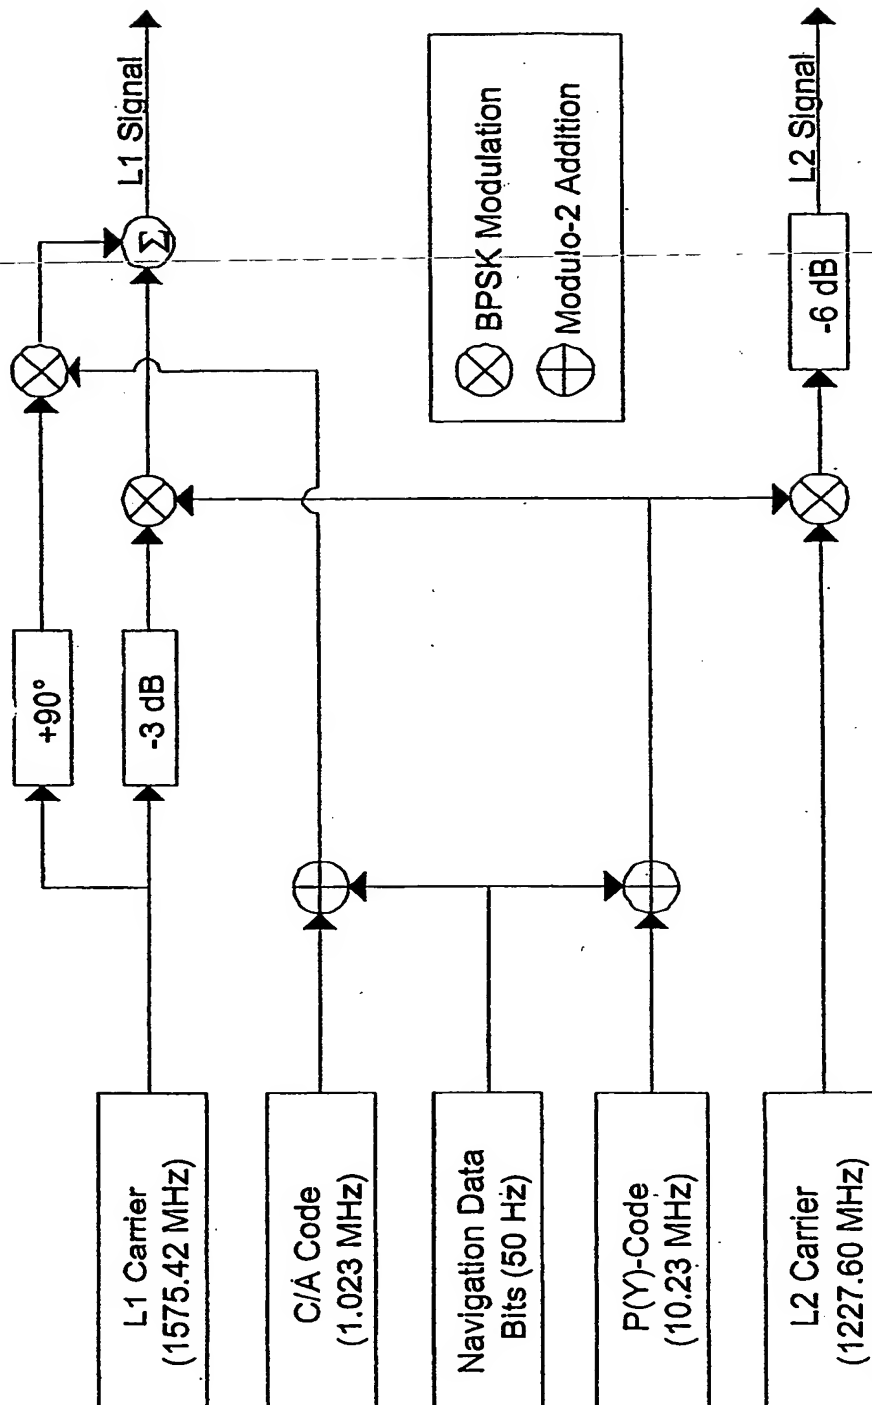 L1 Carrier
(1575.42 MHz)
+90°
-3 dB
Σ
L1 Signal
C/A Code
(1.023 MHz)
Navigation Data
Bits (50 Hz)
BPSK Modulation
Modulo-2 Addition
P(Y)-Code
(10.23 MHz)
L2 Carrier
(1227.60 MHz)
-6 dB
L2 Signal